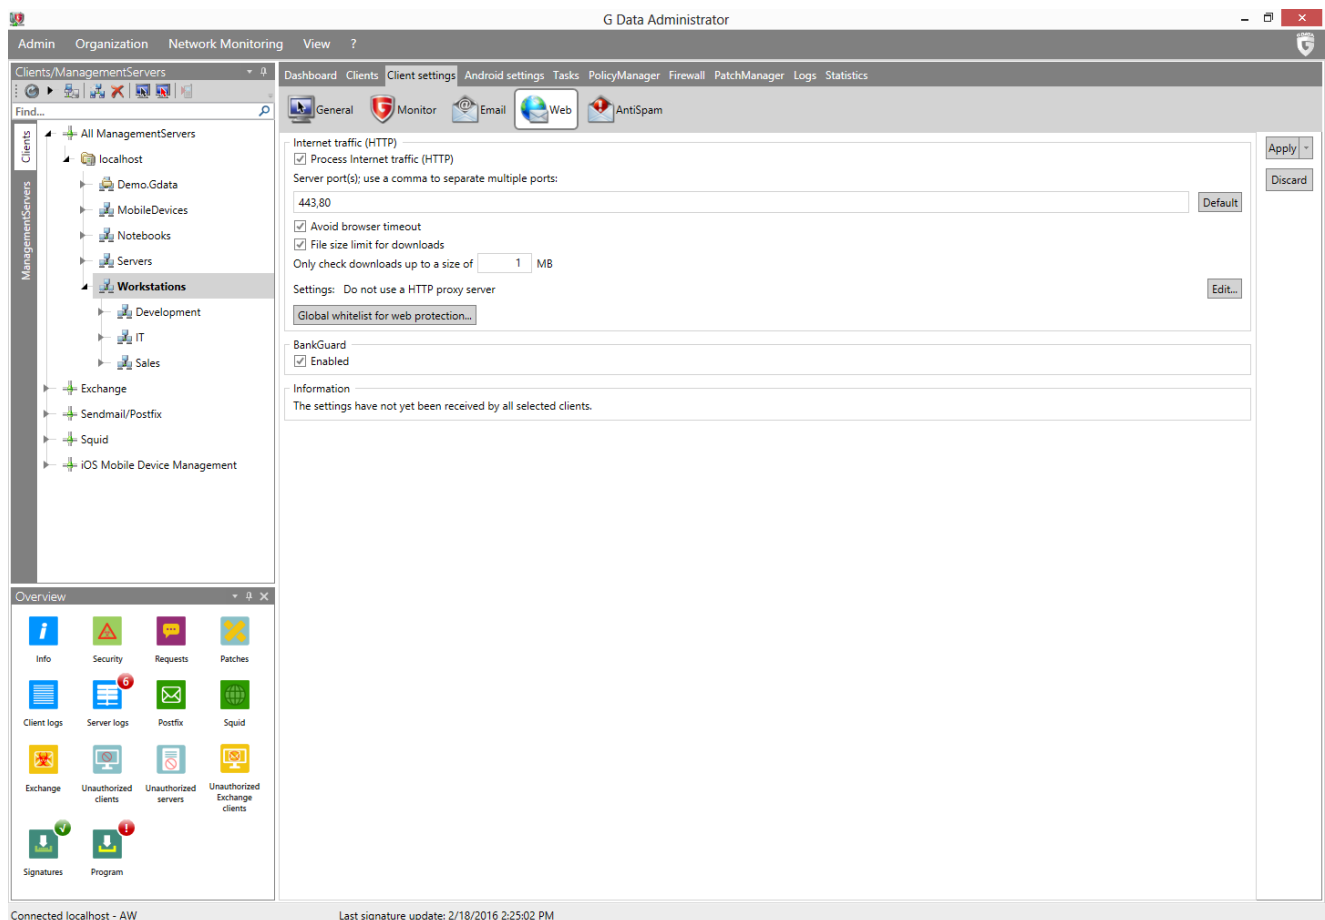 G Data Administrator
Admin Organization Network Monitoring View ?
Clients/ManagementServers
Find...
Clients
ManagementServers
All ManagementServers
localhost
Demo.Gdata
MobileDevices
Notebooks
Servers
Workstations
Development
IT
Sales
Exchange
Sendmail/Postfix
Squid
iOS Mobile Device Management
Dashboard Clients Client settings Android settings Tasks PolicyManager Firewall PatchManager Logs Statistics
General Monitor Email Web AntiSpam
Internet traffic (HTTP)
Process Internet traffic (HTTP)
Server port(s); use a comma to separate multiple ports:
443,80 Default
Avoid browser timeout
File size limit for downloads
Only check downloads up to a size of 1 MB
Settings: Do not use a HTTP proxy server Edit...
Global whitelist for web protection...
BankGuard
Enabled
Information
The settings have not yet been received by all selected clients.
Apply
Discard
Overview
Info Security Requests Patches
6
Client logs Server logs Postfix Squid
Exchange Unauthorized clients Unauthorized servers Unauthorized Exchange clients
Signatures Program
Connected localhost - AW Last signature update: 2/18/2016 2:25:02 PM